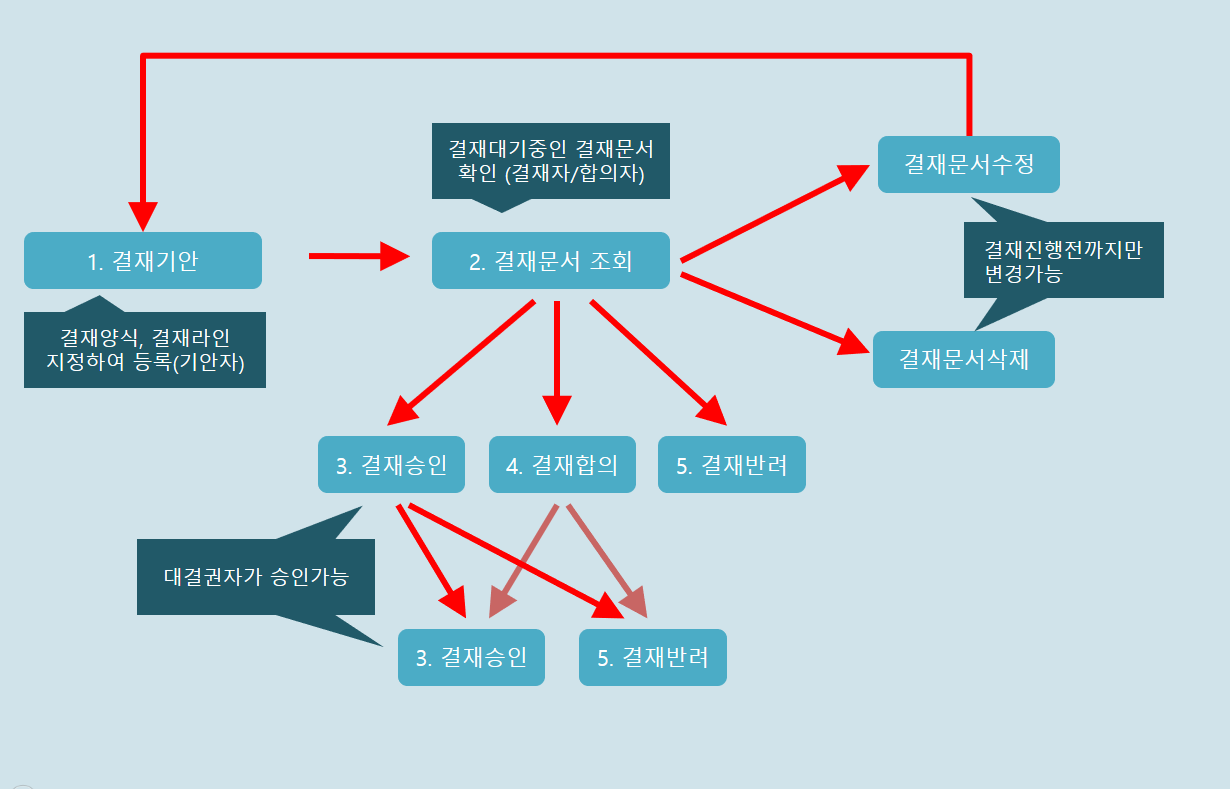 결재대기중인 결재문서
확인 (결재자/합의자)
결재문서수정
1. 결재기안
2. 결재문서 조회
결재진행전까지만
변경가능
결재양식, 결재라인
지정하여 등록(기안자)
결재문서삭제
3. 결재승인
4. 결재합의
5. 결재반려
대결권자가 승인가능
3. 결재승인
5. 결재반려